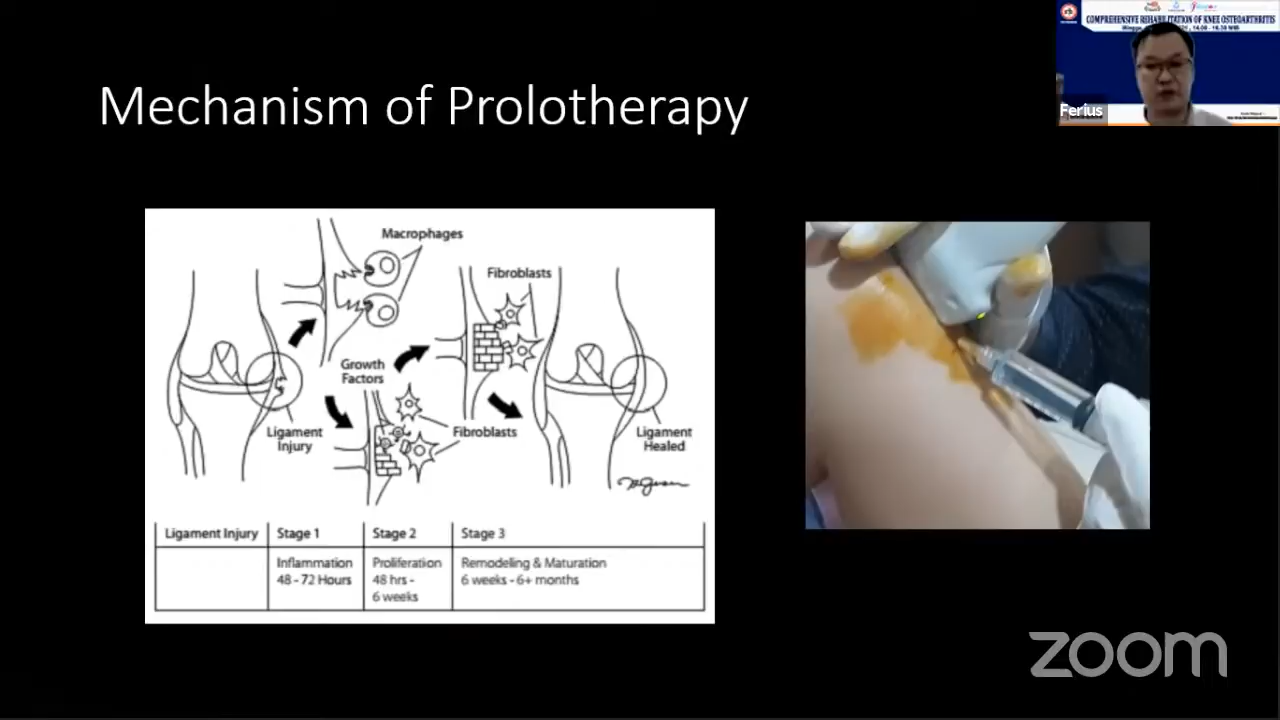 COMPREHENSIVE REHABILITATION OF KNEE OSTEOARTHRITIS
Ferius
Mechanism of Prolotherapy
Macrophages
Fibroblasts
Growth
Factors
Ligament
Injury
Fibroblasts
Ligament
Healed
Ligament Injury
Stage 1
Stage 2
Stage 3
Inflammation
48 - 72 Hours
Proliferation
48 hrs -
6 weeks
Remodeling & Maturation
6 weeks - 6+ months
zoom